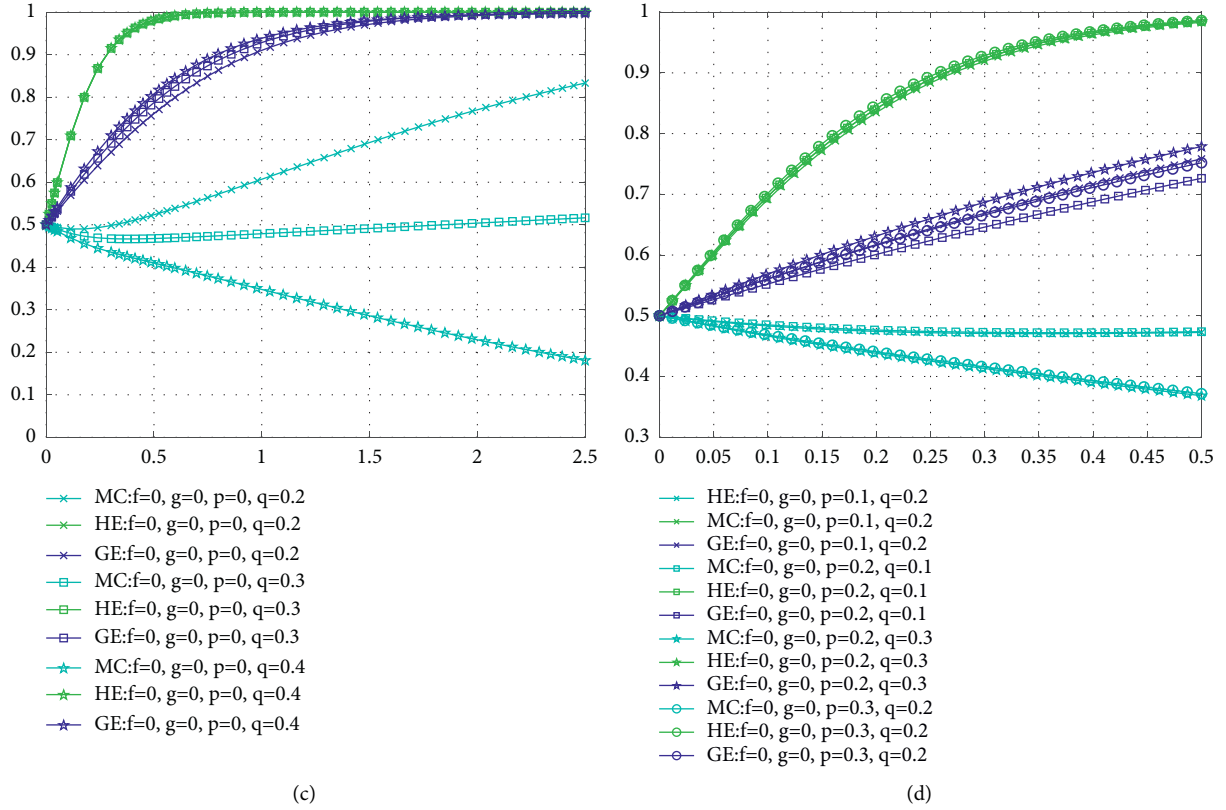 1
0.9
0.8
0.7
0.6
0.5
0.4
0.3
0.2
0.1
0
0 0.5 1 1.5 2 2.5
MC:f=0, g=0, p=0, q=0.2
HE:f=0, g=0, p=0, q=0.2
GE:f=0, g=0, p=0, q=0.2
MC:f=0, g=0, p=0, q=0.3
HE:f=0, g=0, p=0, q=0.3
GE:f=0, g=0, p=0, q=0.3
MC:f=0, g=0, p=0, q=0.4
HE:f=0, g=0, p=0, q=0.4
GE:f=0, g=0, p=0, q=0.4
(c)
1
0.9
0.8
0.7
0.6
0.5
0.4
0.3
0 0.05 0.1 0.15 0.2 0.25 0.3 0.35 0.4 0.45 0.5
HE:f=0, g=0, p=0.1, q=0.2
MC:f=0, g=0, p=0.1, q=0.2
GE:f=0, g=0, p=0.1, q=0.2
MC:f=0, g=0, p=0.2, q=0.1
HE:f=0, g=0, p=0.2, q=0.1
GE:f=0, g=0, p=0.2, q=0.1
MC:f=0, g=0, p=0.2, q=0.3
HE:f=0, g=0, p=0.2, q=0.3
GE:f=0, g=0, p=0.2, q=0.3
MC:f=0, g=0, p=0.3, q=0.2
HE:f=0, g=0, p=0.3, q=0.2
GE:f=0, g=0, p=0.3, q=0.2
(d)